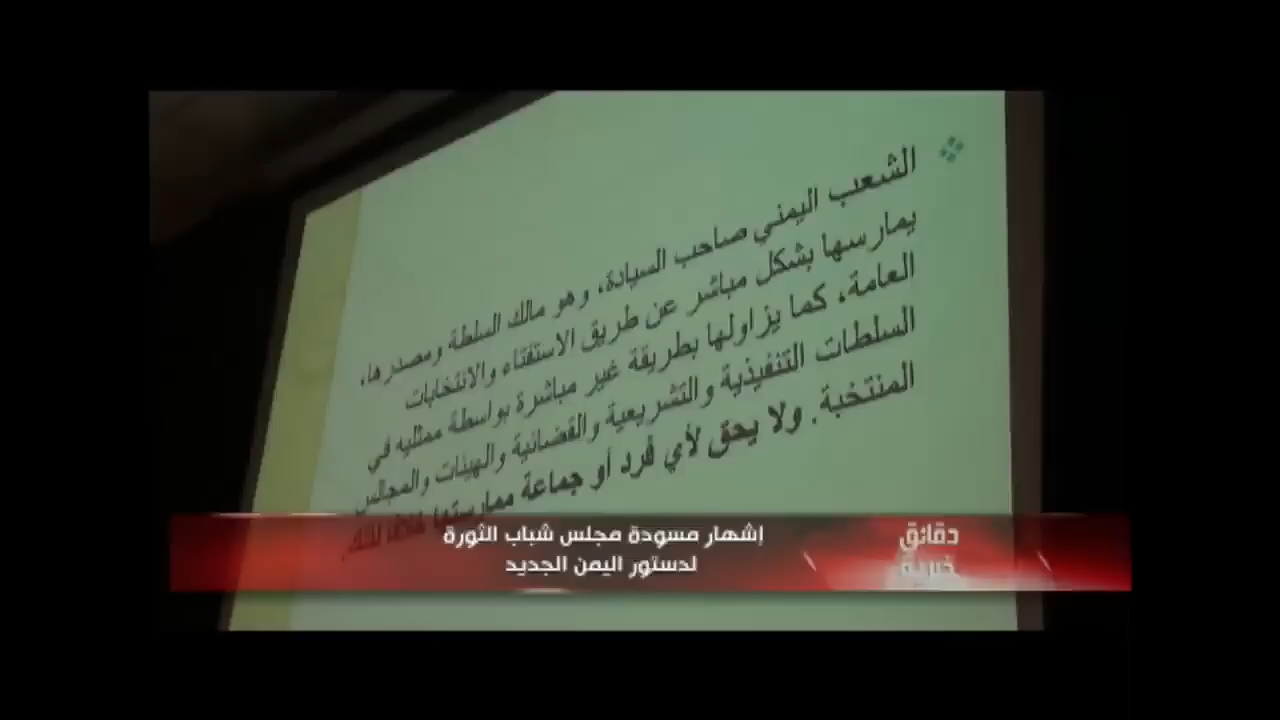 الشعب اليمني صاحب السيادة، وهو مالك السلطة ومصدرها،
يمارسها بشكل مباشر عن طريق الاستفتاء والانتخابات
العامة، كما يزاولها بطريقة غير مباشرة بواسطة ممثليه في
السلطات التنفيذية والتشريعية والقضائية والهيئات والمجالس
المنتخبة. ولا يحق لأي فرد أو جماعة ممارستها
دقائق
خبرية
إشهار مسودة مجلس شباب الثورة
لدستور اليمن الجديد